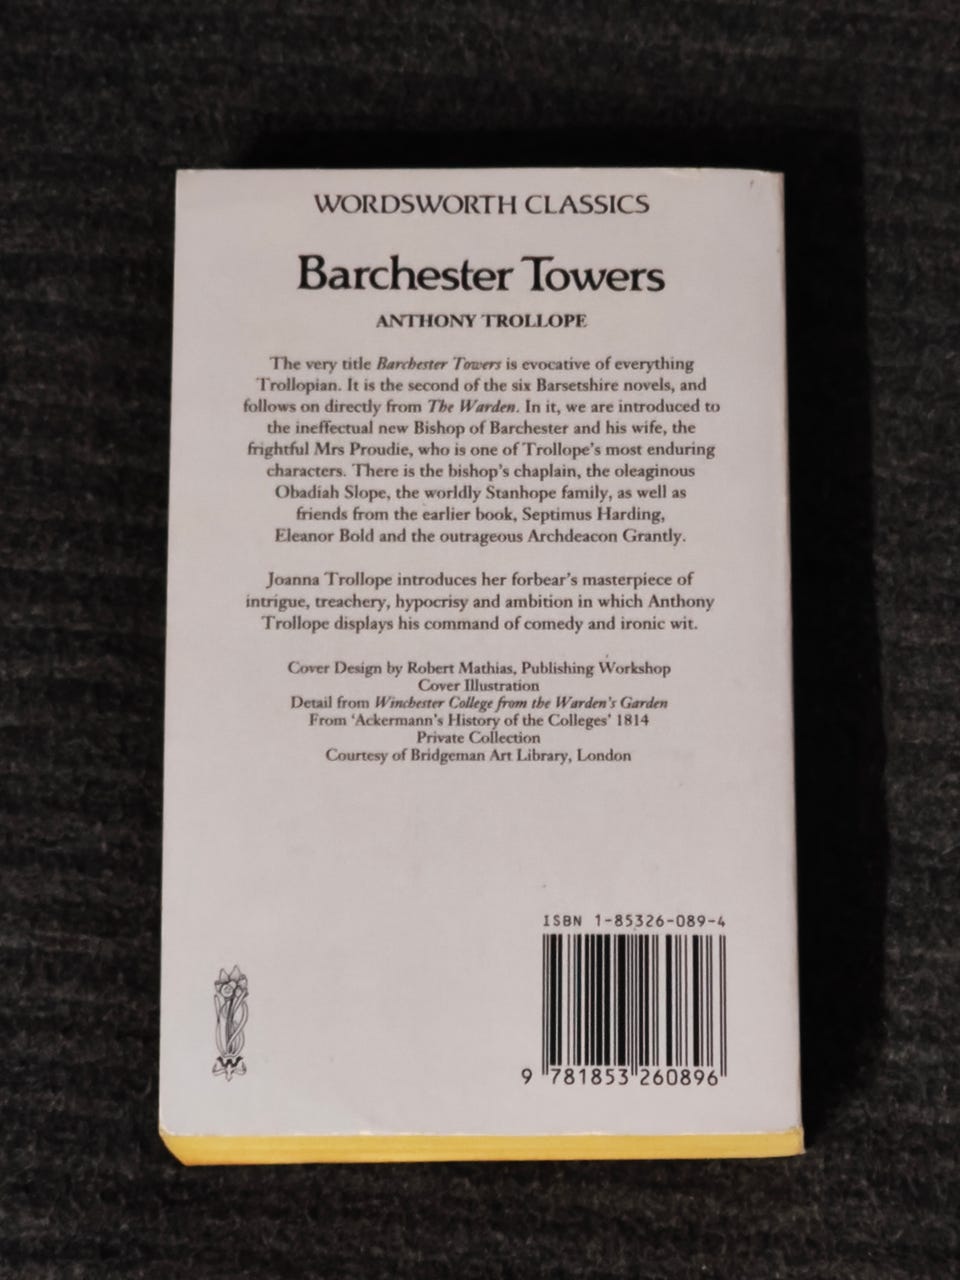 WORDSWORTH CLASSICS
Barchester Towers
ANTHONY TROLLOPE
The very title Barchester Towers is evocative of everything
Trollopian. It is the second of the six Barsetshire novels, and
follows on directly from The Warden. In it, we are introduced to
the ineffectual new Bishop of Barchester and his wife, the
frightful Mrs Proudie, who is one of Trollope's most enduring
characters. There is the bishop's chaplain, the oleaginous
Obadiah Slope, the worldly Stanhope family, as well as
friends from the earlier book, Septimus Harding,
Eleanor Bold and the outrageous Archdeacon Grantly.
Joanna Trollope introduces her forbear's masterpiece of
intrigue, treachery, hypocrisy and ambition in which Anthony
Trollope displays his command of comedy and ironic wit.
Cover Design by Robert Mathias, Publishing Workshop
Cover Illustration
Detail from Winchester College from the Warden's Garden
From 'Ackermann's History of the Colleges' 1814
Private Collection
Courtesy of Bridgeman Art Library, London
ISBN 1-85326-089-4
W
9 781853 260896